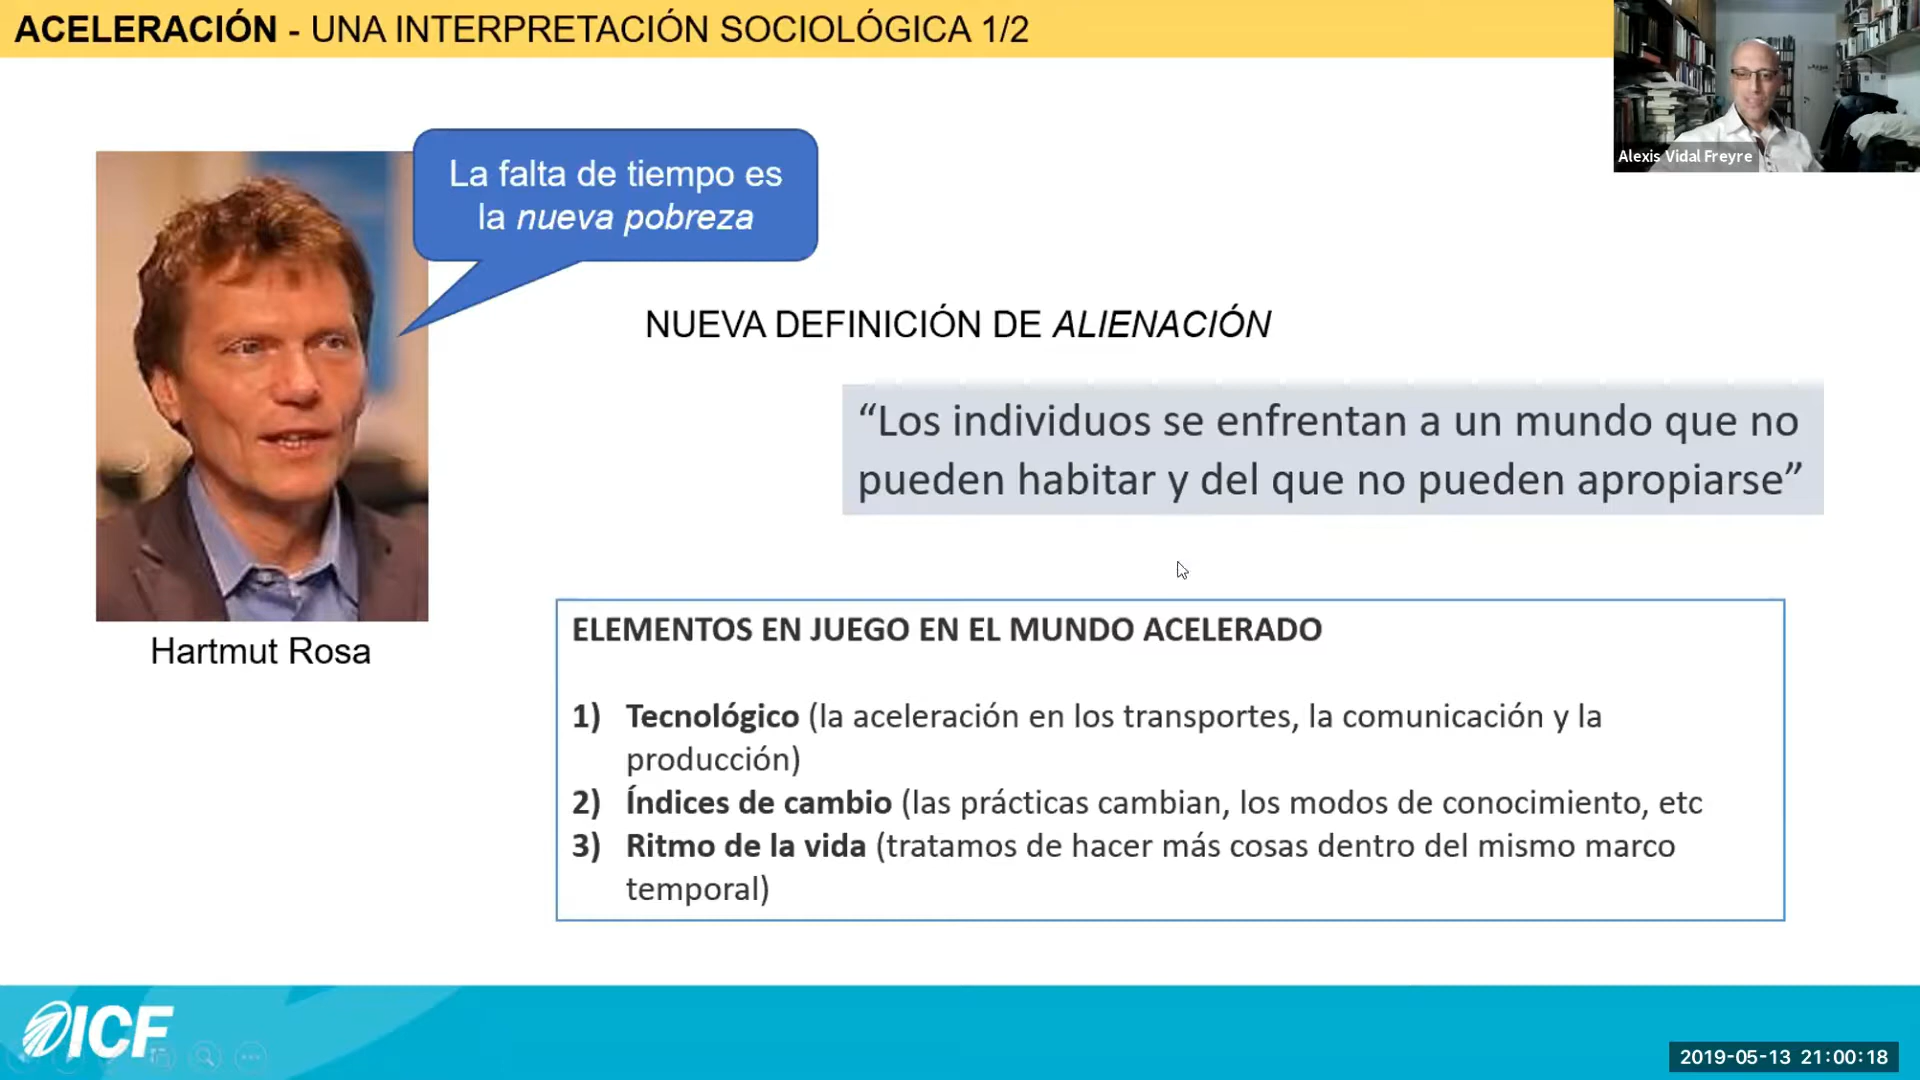 ACELERACIÓN - UNA INTERPRETACIÓN SOCIOLÓGICA 1/2
Alexis Vidal Freyre
La falta de tiempo es
la nueva pobreza
NUEVA DEFINICIÓN DE ALIENACIÓN
“Los individuos se enfrentan a un mundo que no
pueden habitar y del que no pueden apropiarse”
Hartmut Rosa
ELEMENTOS EN JUEGO EN EL MUNDO ACELERADO
1) Tecnológico (la aceleración en los transportes, la comunicación y la
producción)
2) Índices de cambio (las prácticas cambian, los modos de conocimiento, etc
3) Ritmo de la vida (tratamos de hacer más cosas dentro del mismo marco
temporal)
ICF
2019-05-13 21:00:18